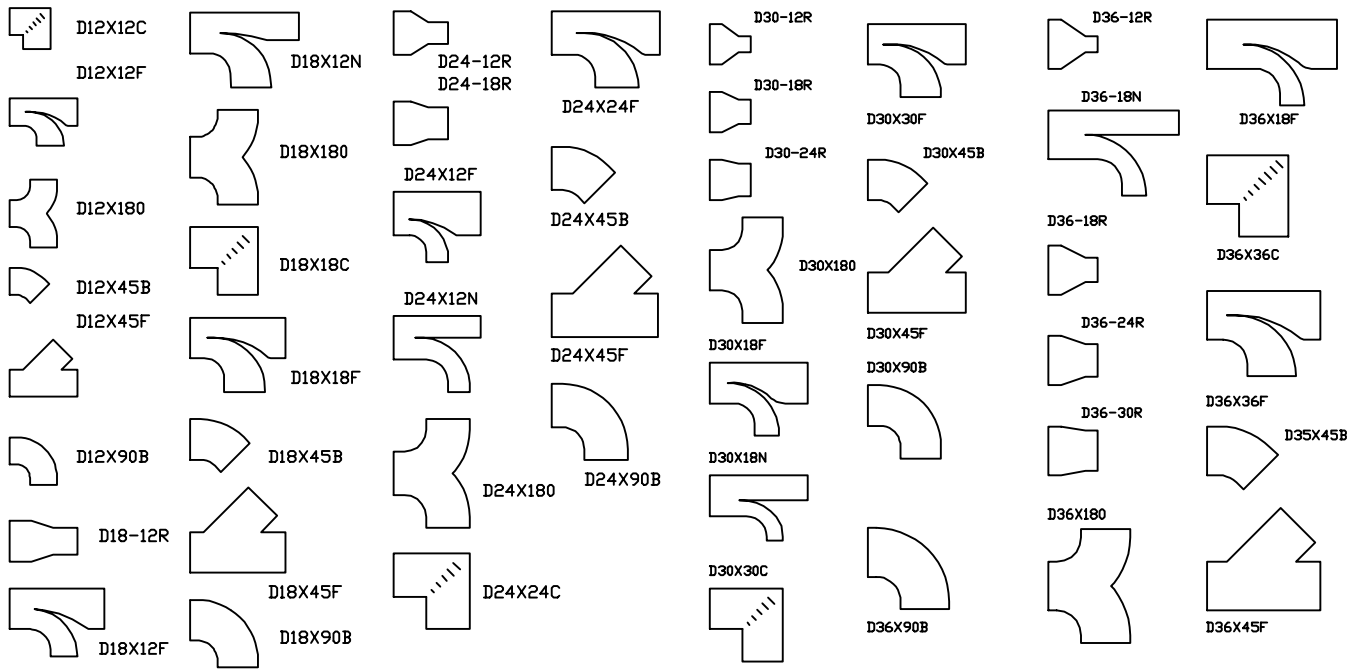 D12X12C
D12X12F
D12X180
D12X45B
D12X45F
D12X90B
D18-12R
D18X12F
D18X12N
D18X180
D18X18C
D18X18F
D18X45B
D18X45F
D18X90B
D24-12R
D24-18R
D24X12F
D24X12N
D24X180
D24X24C
D24X24F
D24X45B
D24X45F
D24X90B
D30-12R
D30-18R
D30-24R
D30X180
D30X18F
D30X18N
D30X30C
D30X30F
D30X45B
D30X45F
D30X90B
D36X90B
D36-12R
D36-18N
D36-18R
D36-24R
D36-30R
D36X180
D36X18F
D36X36C
D36X36F
D35X45B
D36X45F